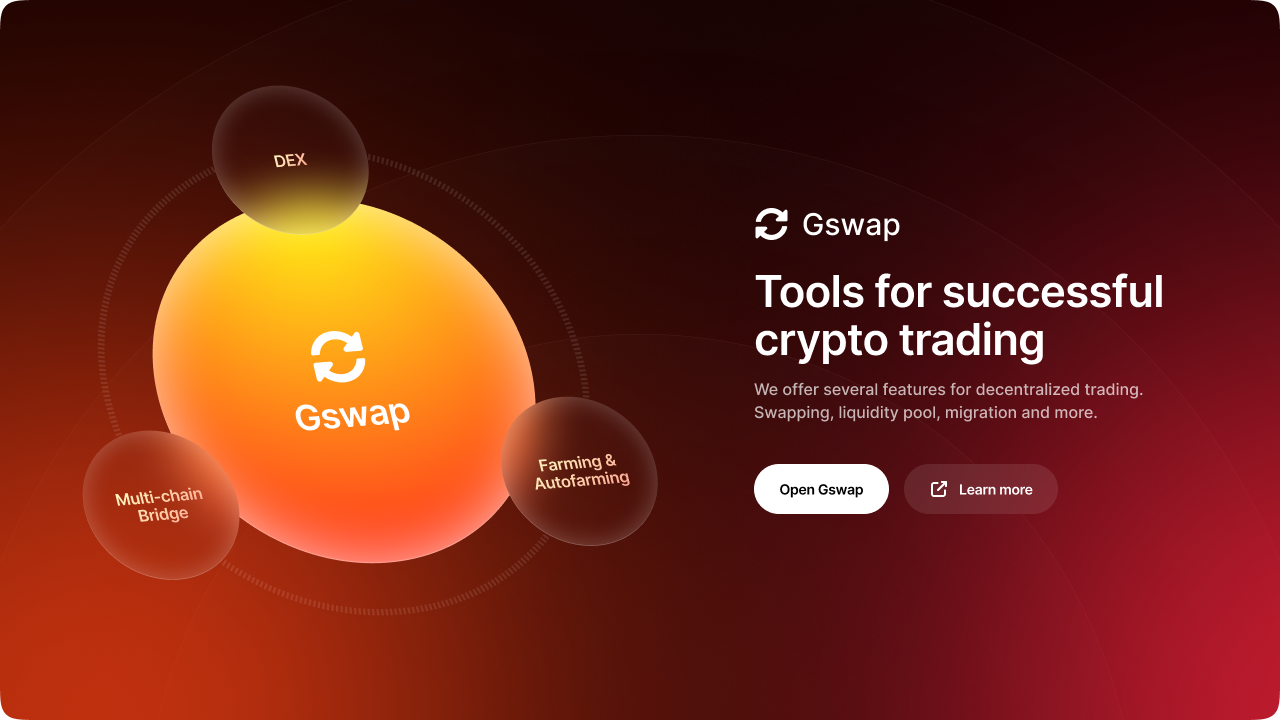 DEX
Gswap
Multi-chain
Bridge
Farming &
Autofarming
Gswap
Tools for successful
crypto trading
We offer several features for decentralized trading.
Swapping, liquidity pool, migration and more.
Open Gswap
Learn more